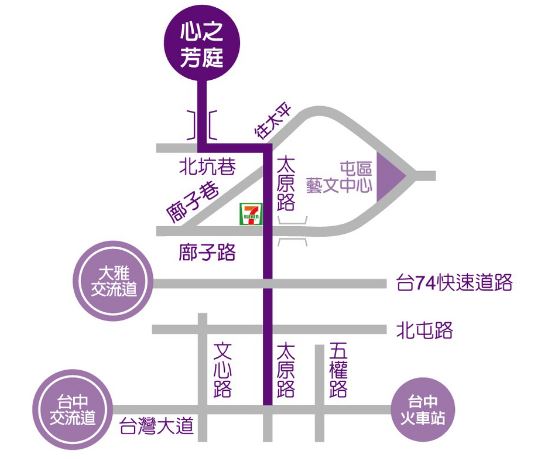 心之
芳庭
往太平
北坑巷
太原路
屯區
藝文中心
廍子巷
7
ELEVEN
廍子路
大雅
交流道
台74快速道路
北屯路
文心路
太原路
五權路
台中
交流道
台灣大道
台中
火車站